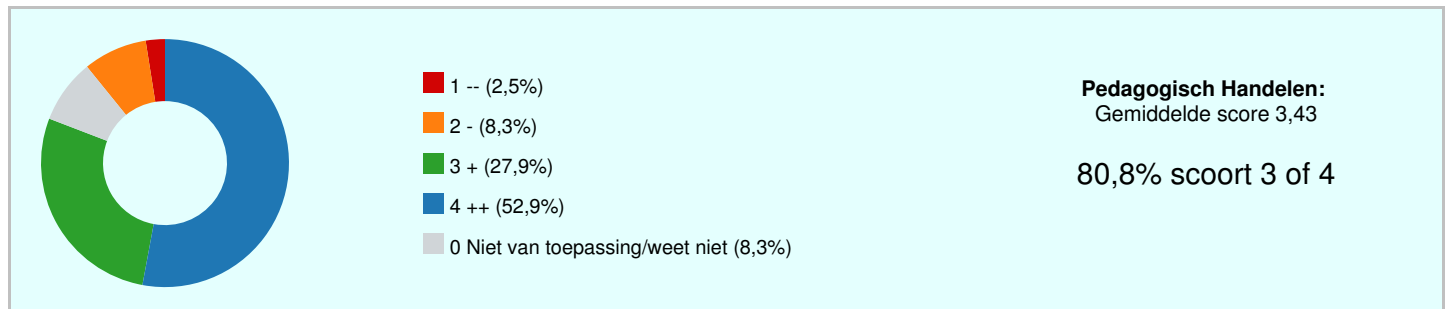 1 -- (2,5%)
2 - (8,3%)
3 + (27,9%)
4 ++ (52,9%)
0 Niet van toepassing/weet niet (8,3%)
Pedagogisch Handelen:
Gemiddelde score 3,43
80,8% scoort 3 of 4